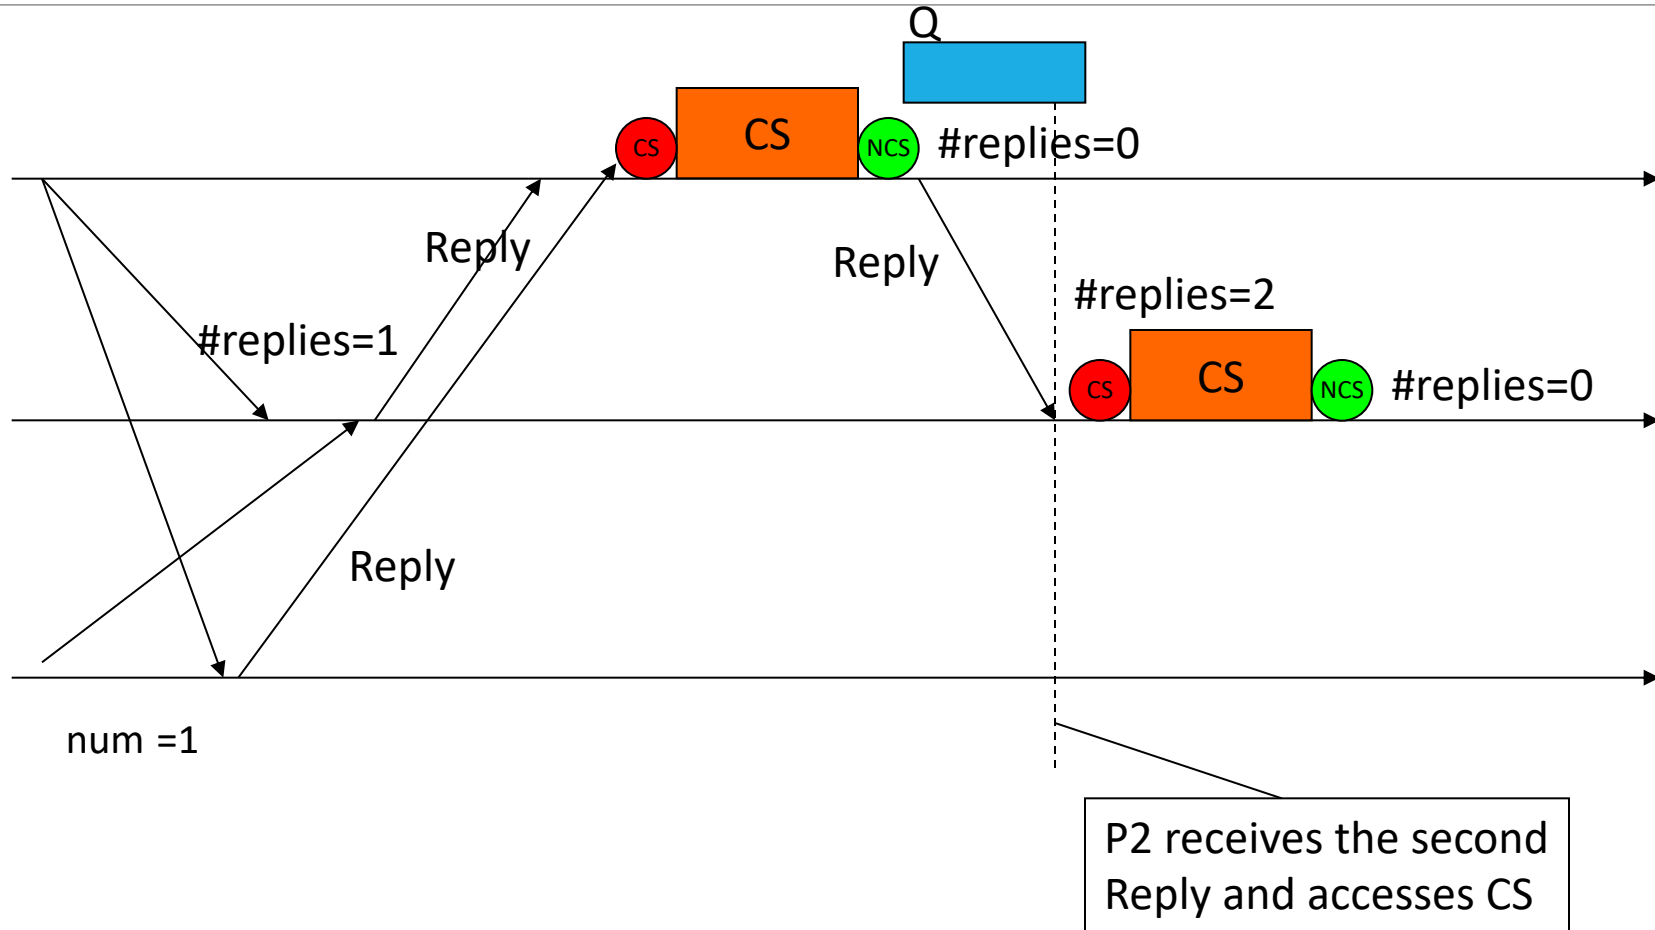 Q
CS
CS
NCS
#replies=0
Reply
Reply
#replies=2
#replies=1
CS
CS
NCS
#replies=0
Reply
num =1
P2 receives the second
Reply and accesses CS